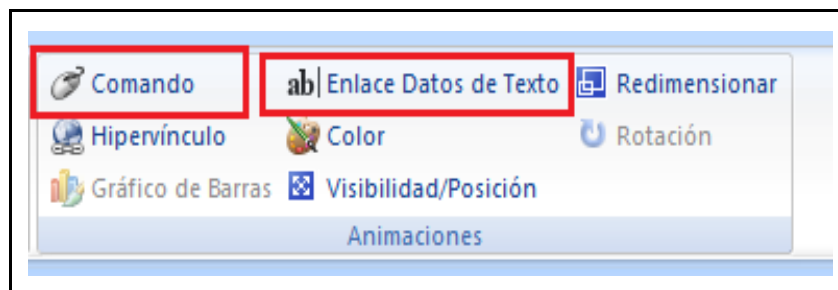 Comando ab| Enlace Datos de Texto Redimensionar
Hipervínculo Color Rotación
Gráfico de Barras Visibilidad/Posición
Animaciones